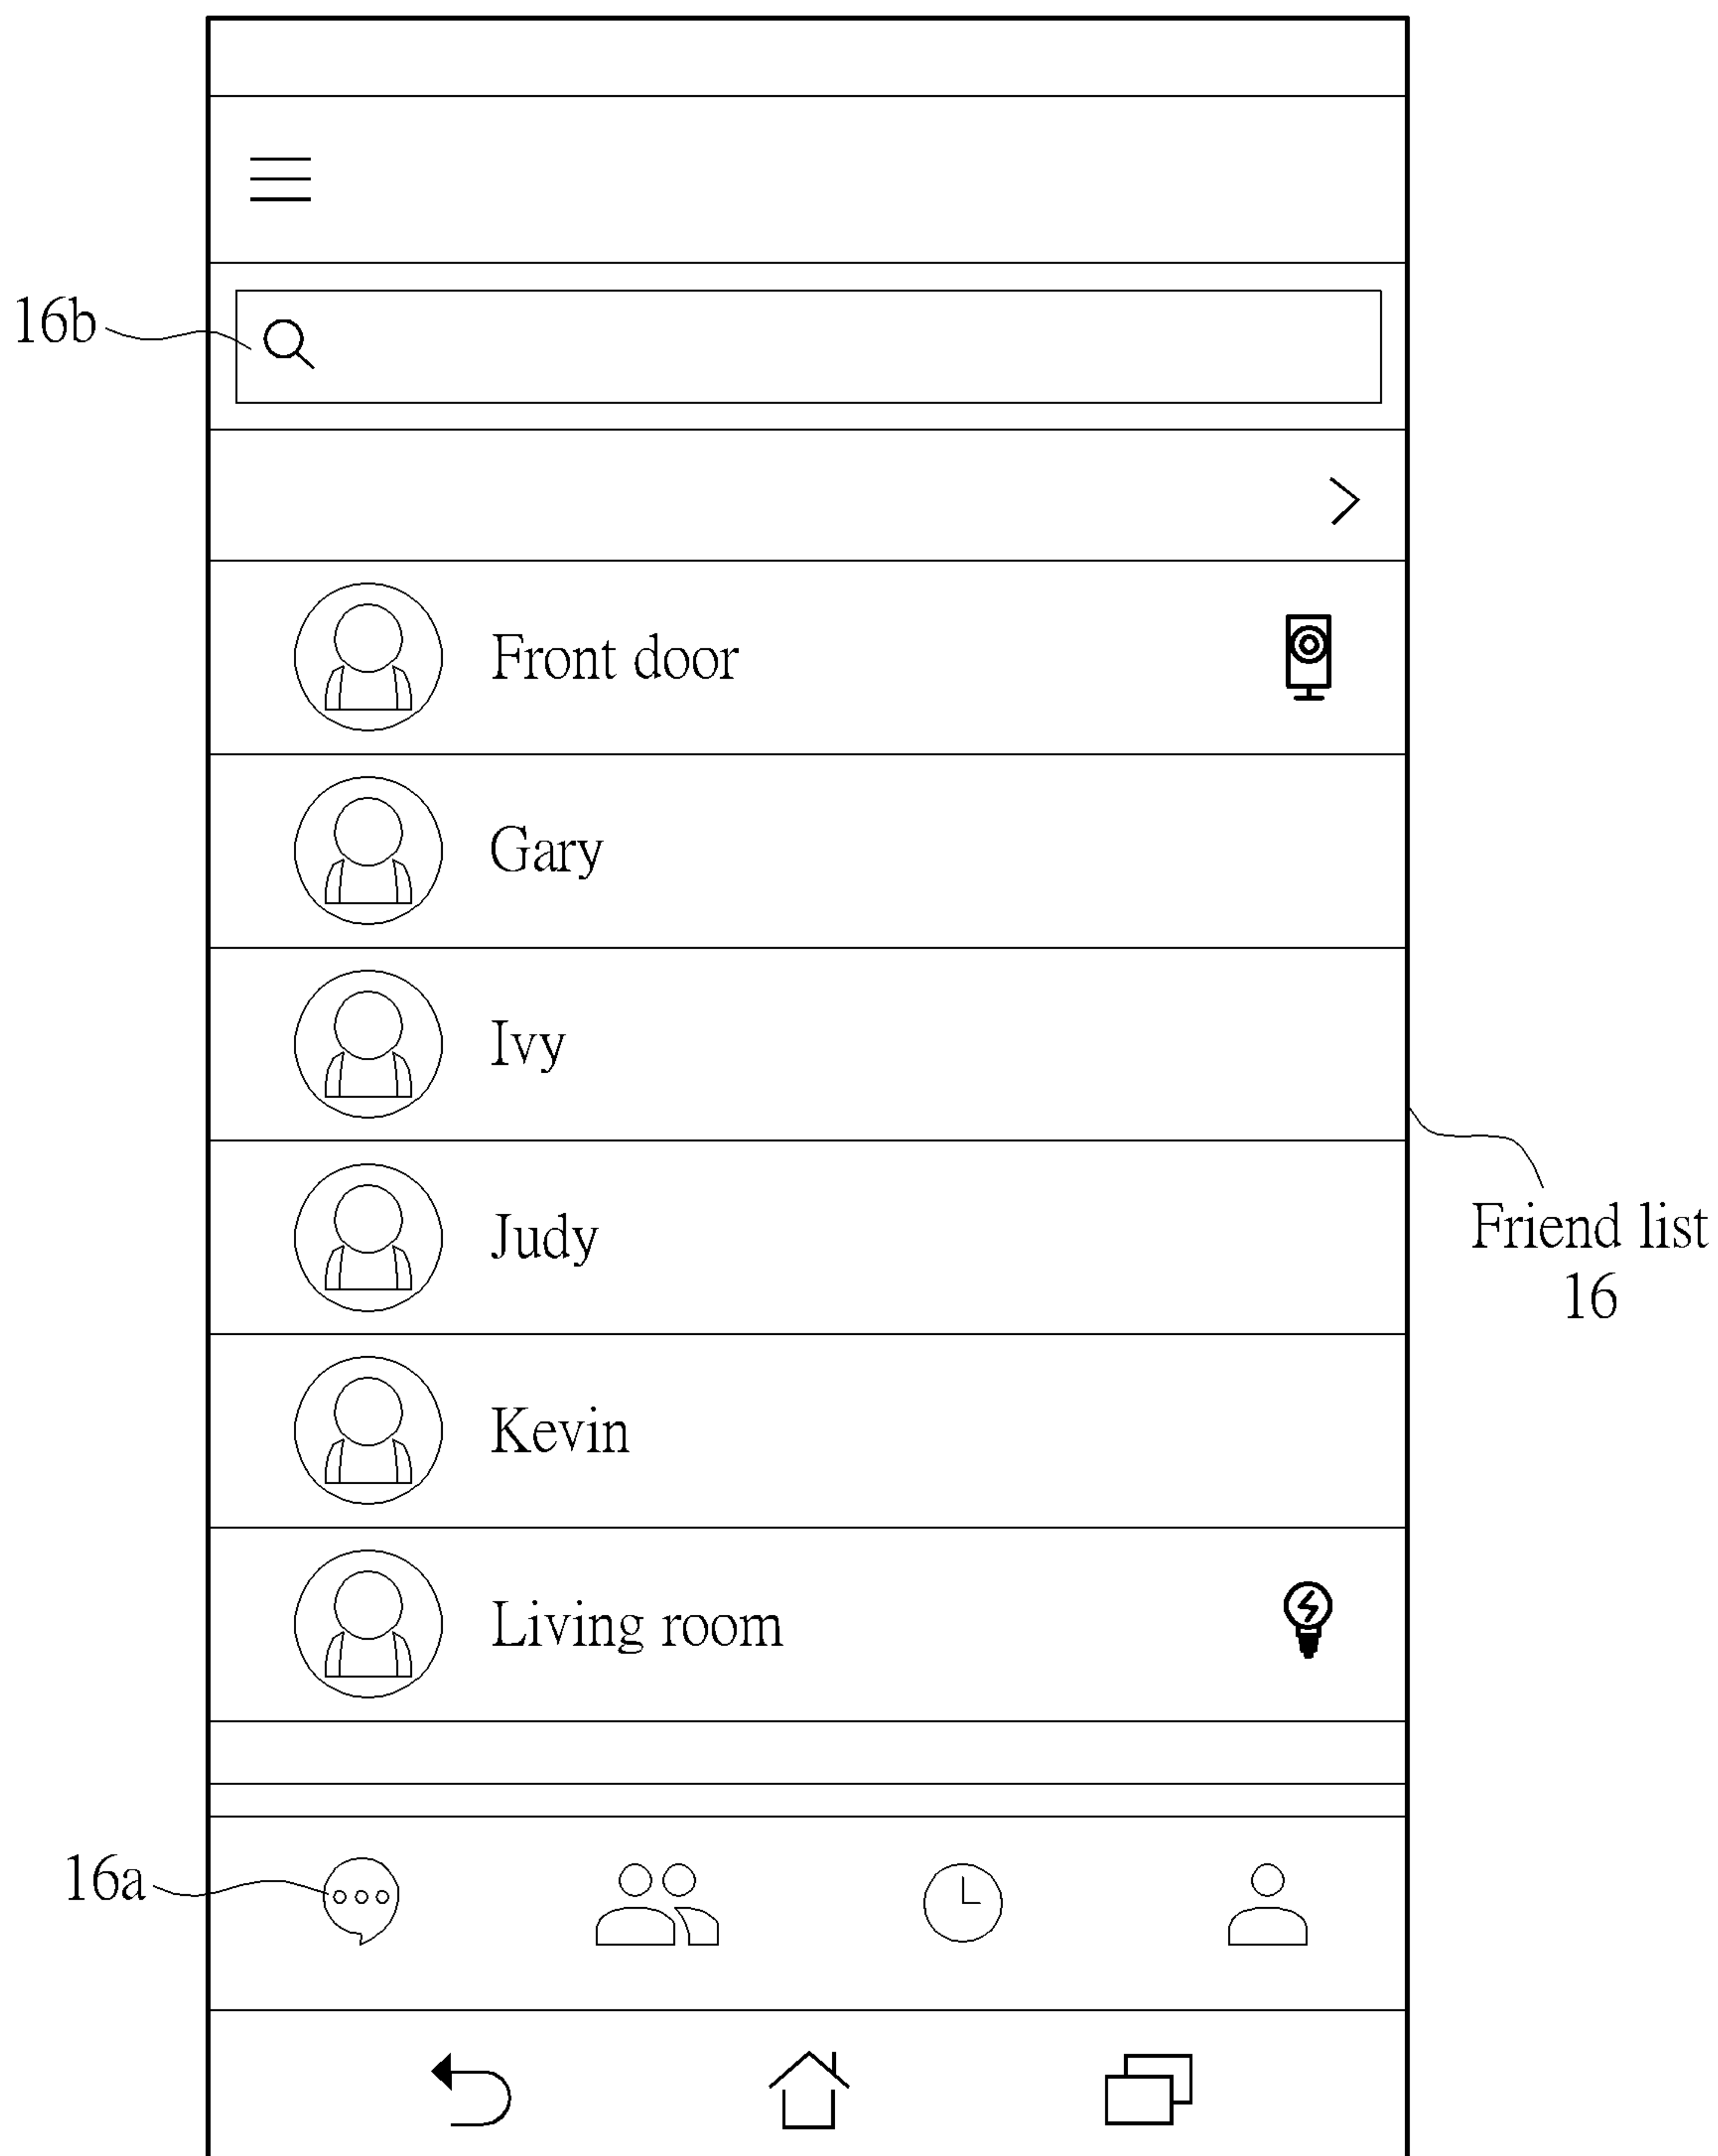 16b
Front door
Gary
Ivy
Judy
Friend list
16
Kevin
Living room
16a